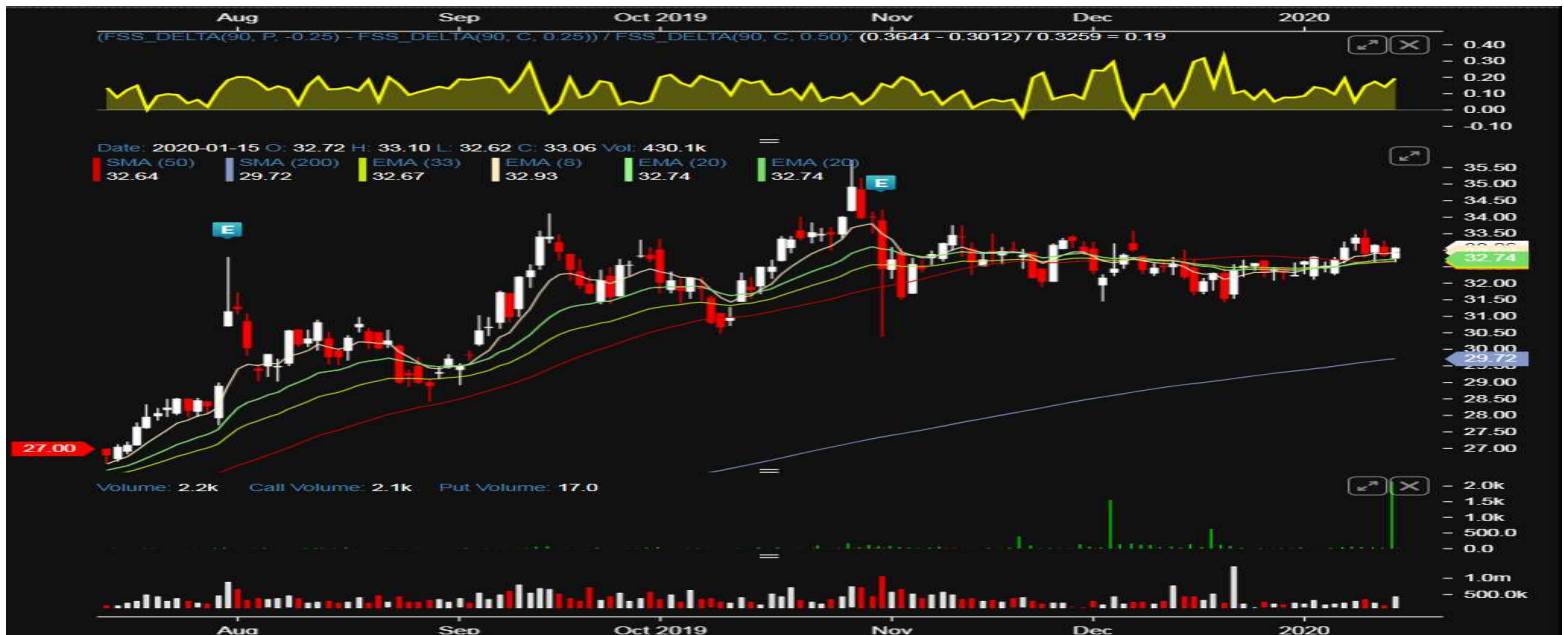 Aug Sep Oct 2019 Nov Dec 2020
(FSS_DELTA(90, P, -0.25) - FSS_DELTA(90, C, 0.25)) / FSS_DELTA(90, C, 0.50): (0.3644 - 0.3012) / 0.3259 = 0.19
0.40
0.30
0.20
0.10
0.00
-0.10
Date: 2020-01-15 O: 32.72 H: 33.10 L: 32.62 C: 33.06 Vol: 430.1k
SMA (50) SMA (200) EMA (33) EMA (8) EMA (20) EMA (20)
32.64 29.72 32.67 32.93 32.74 32.74
E
E
35.50
35.00
34.50
34.00
33.50
32.74
32.00
31.50
31.00
30.50
30.00
29.72
29.00
28.50
28.00
27.50
27.00
27.00
Volume: 2.2k Call Volume: 2.1k Put Volume: 17.0
2.0k
1.5k
1.0k
500.0
0.0
1.0m
500.0k
Aug Sep Oct 2019 Nov Dec 2020